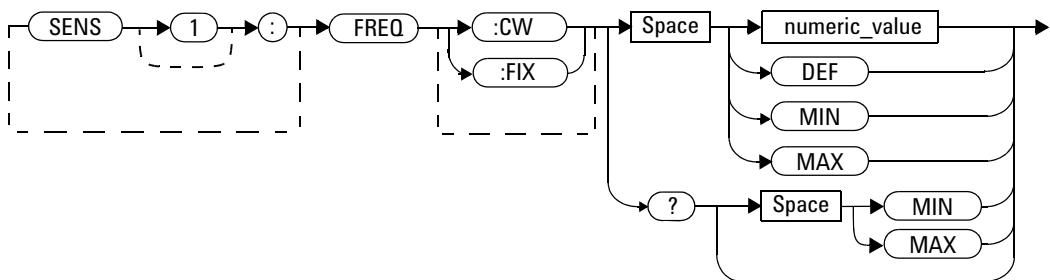 SENS 1 : FREQ :CW Space numeric_value
:FIX DEF
MIN
MAX
? Space MIN
MAX